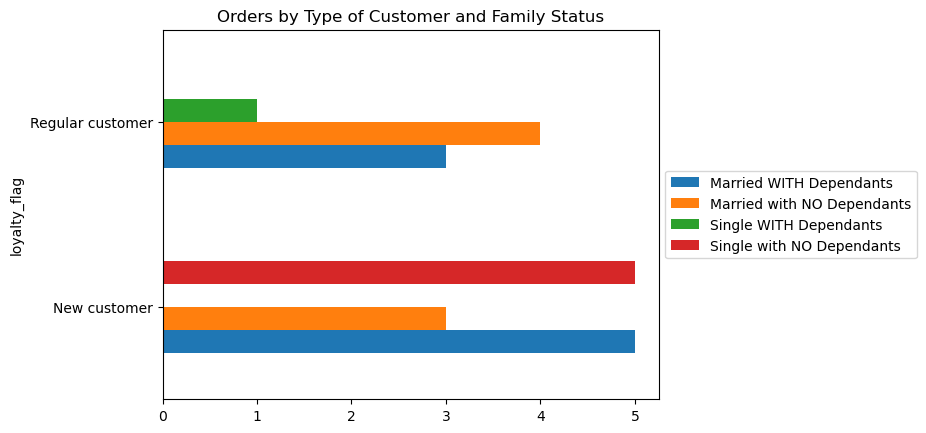 Orders by Type of Customer and Family Status
loyalty_flag
Regular customer
New customer
0 1 2 3 4 5
Married WITH Dependants
Married with NO Dependants
Single WITH Dependants
Single with NO Dependants